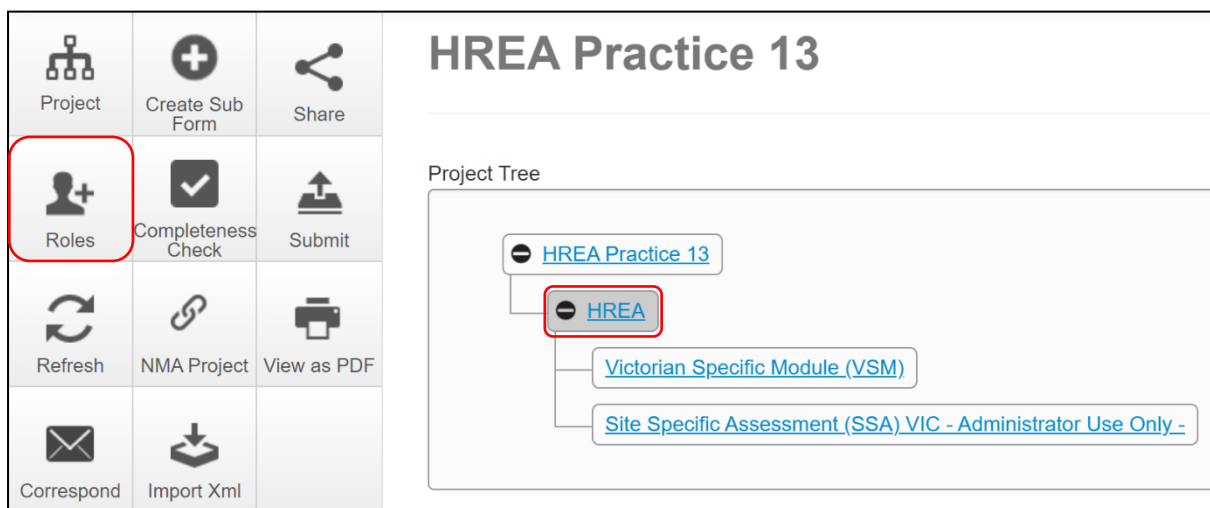 HREA Practice 13
Project
Create Sub
Form
Share
Roles
Completeness
Check
Submit
Refresh
NMA Project
View as PDF
Correspond
Import Xml
Project Tree
HREA Practice 13
HREA
Victorian Specific Module (VSM)
Site Specific Assessment (SSA) VIC - Administrator Use Only -